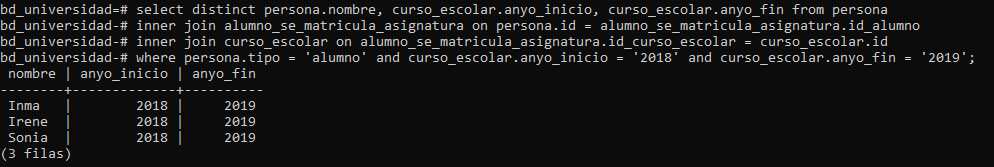 bd_universidad=# select distinct persona.nombre, curso_escolar.anyo_inicio, curso_escolar.anyo_fin from persona
bd_universidad-# inner join alumno_se_matricula_asignatura on persona.id = alumno_se_matricula_asignatura.id_alumno
bd_universidad-# inner join curso_escolar on alumno_se_matricula_asignatura.id_curso_escolar = curso_escolar.id
bd_universidad-# where persona.tipo = 'alumno' and curso_escolar.anyo_inicio = '2018' and curso_escolar.anyo_fin = '2019';
 nombre | anyo_inicio | anyo_fin
--------+-------------+----------
 Inma   |        2018 |     2019
 Irene  |        2018 |     2019
 Sonia  |        2018 |     2019
(3 filas)